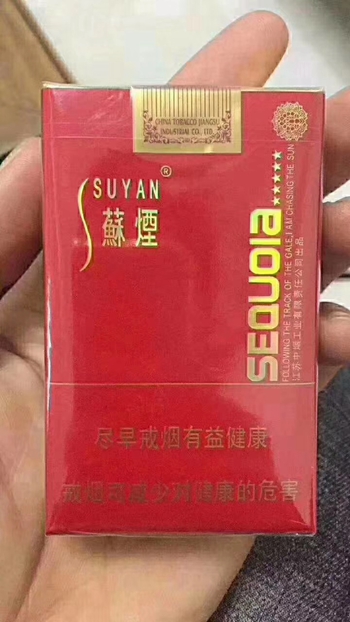 CHINA TOBACCO JIANGSU
INDUSTRIAL CO., LTD.
SUYAN®
蘇煙
SEQUOIA
★★★★★
FOLLOWING THE TRACK OF THE GALE, I AM CHASING THE SUN
江苏中烟工业有限责任公司出品
尽早戒烟有益健康
戒烟可减少对健康的危害